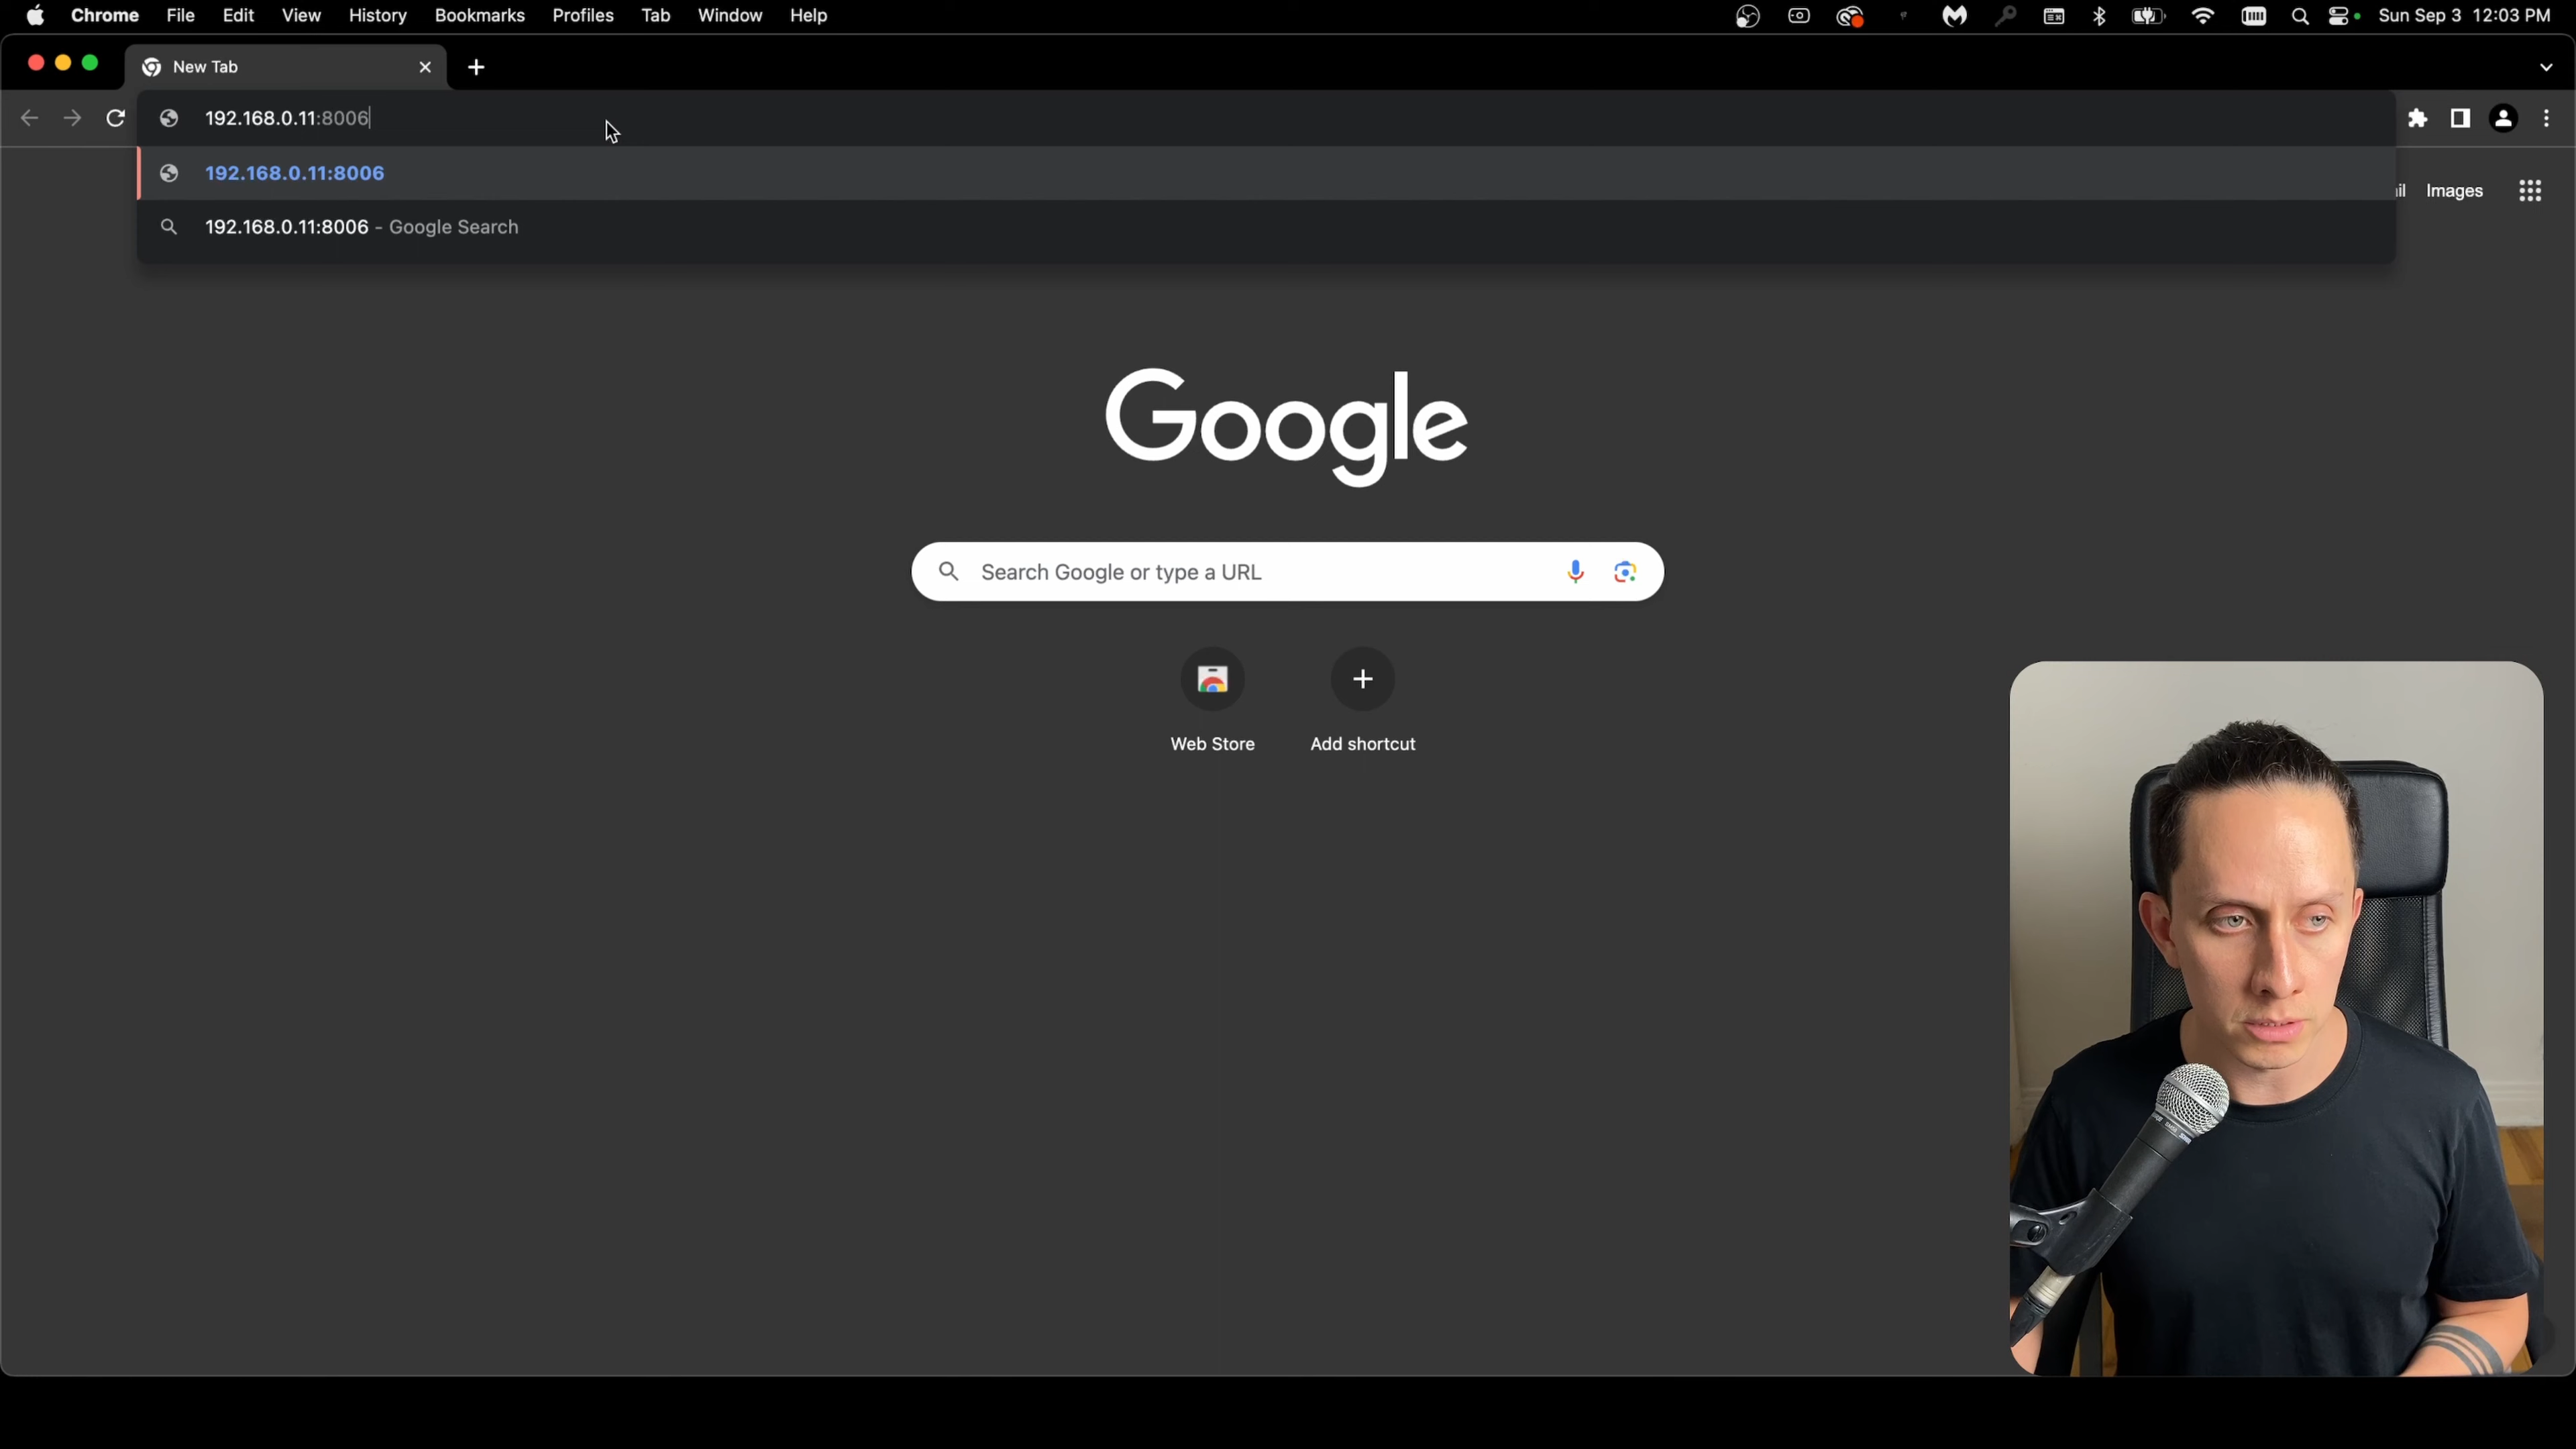 Chrome File Edit View History Bookmarks Profiles Tab Window Help Sun Sep 3 12:03 PM
New Tab
192.168.0.11:8006
192.168.0.11:8006
192.168.0.11:8006 - Google Search
il Images
Google
Search Google or type a URL
Web Store Add shortcut